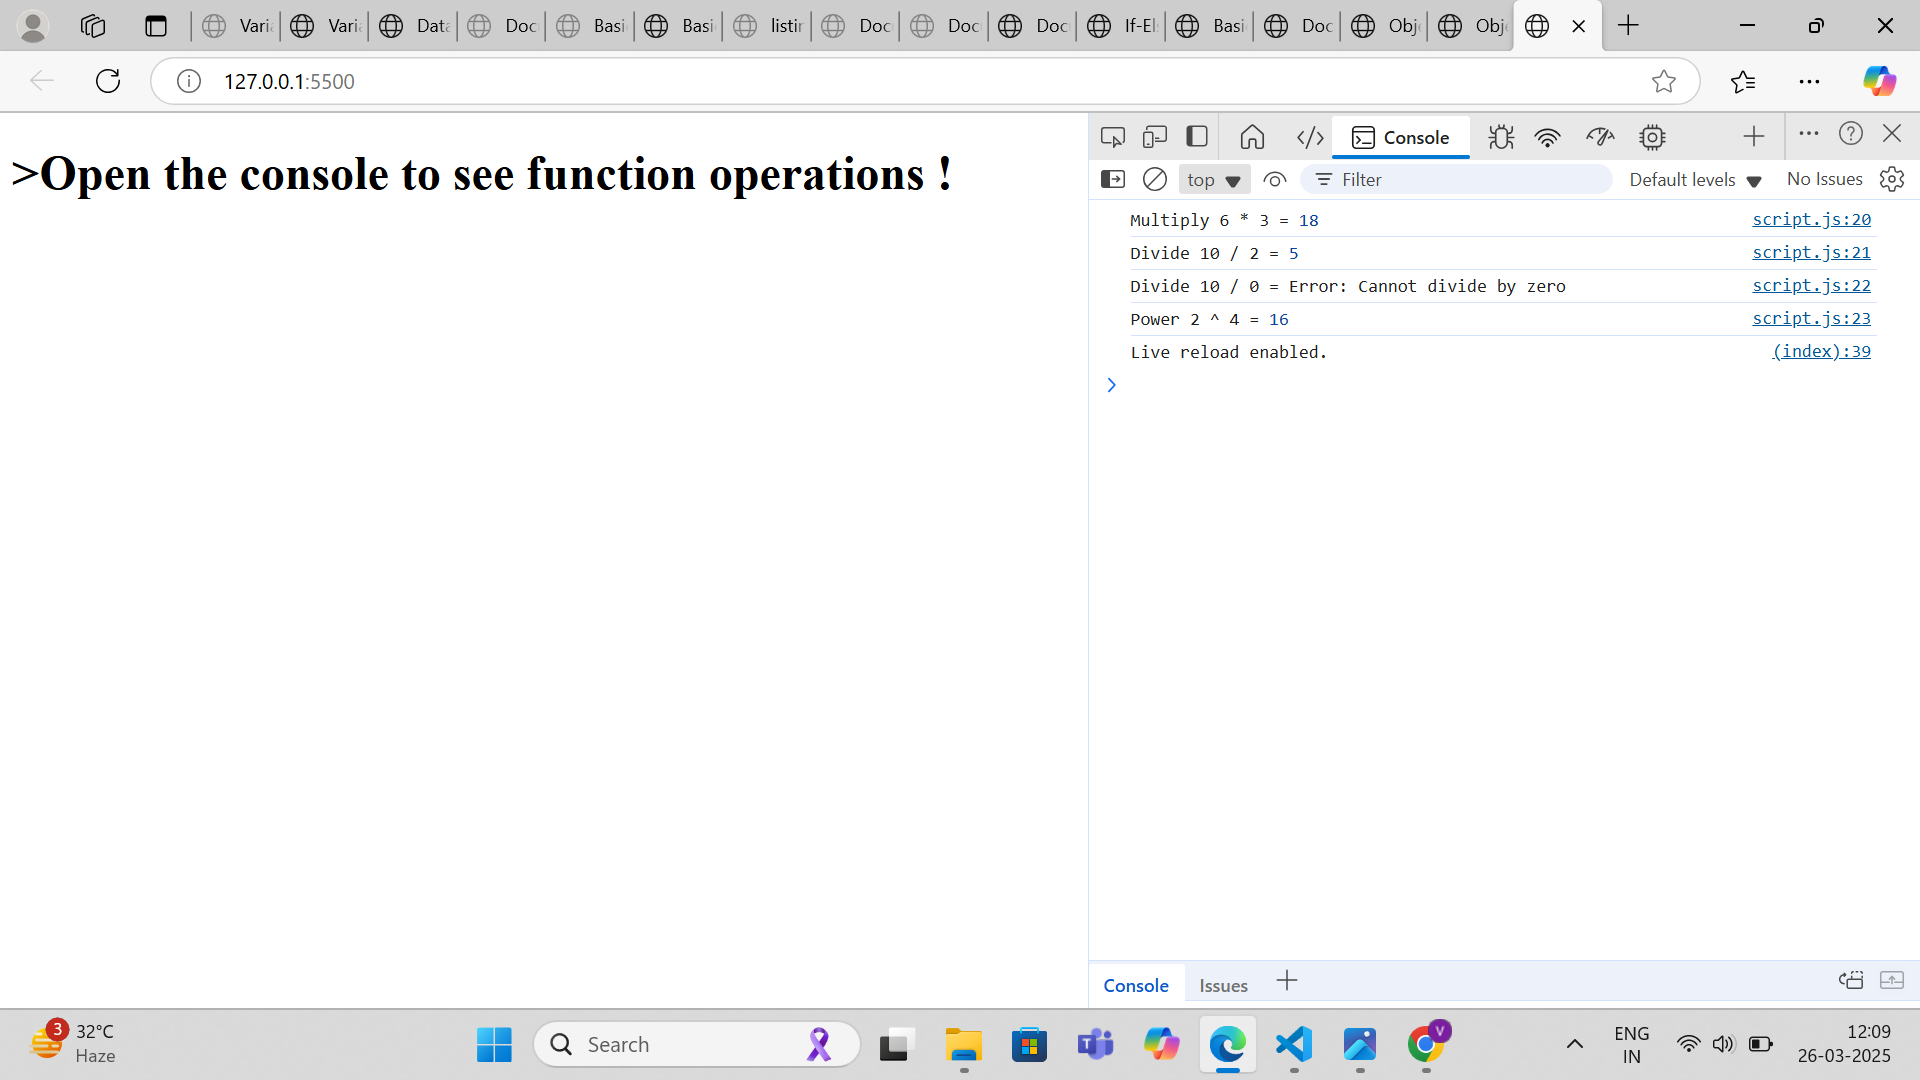 Varia
Varia
Data
Doc
Basi
Basi
listin
Doc
Doc
Doc
If-El
Basi
Doc
Obj
Obj
127.0.0.1:5500
>Open the console to see function operations !
Console
top
Filter
Default levels
No Issues
Multiply 6 * 3 = 18 script.js:20
Divide 10 / 2 = 5 script.js:21
Divide 10 / 0 = Error: Cannot divide by zero script.js:22
Power 2 ^ 4 = 16 script.js:23
Live reload enabled. (index):39
Console Issues
3
32°C
Haze
Search
T
V
ENG
IN
12:09
26-03-2025